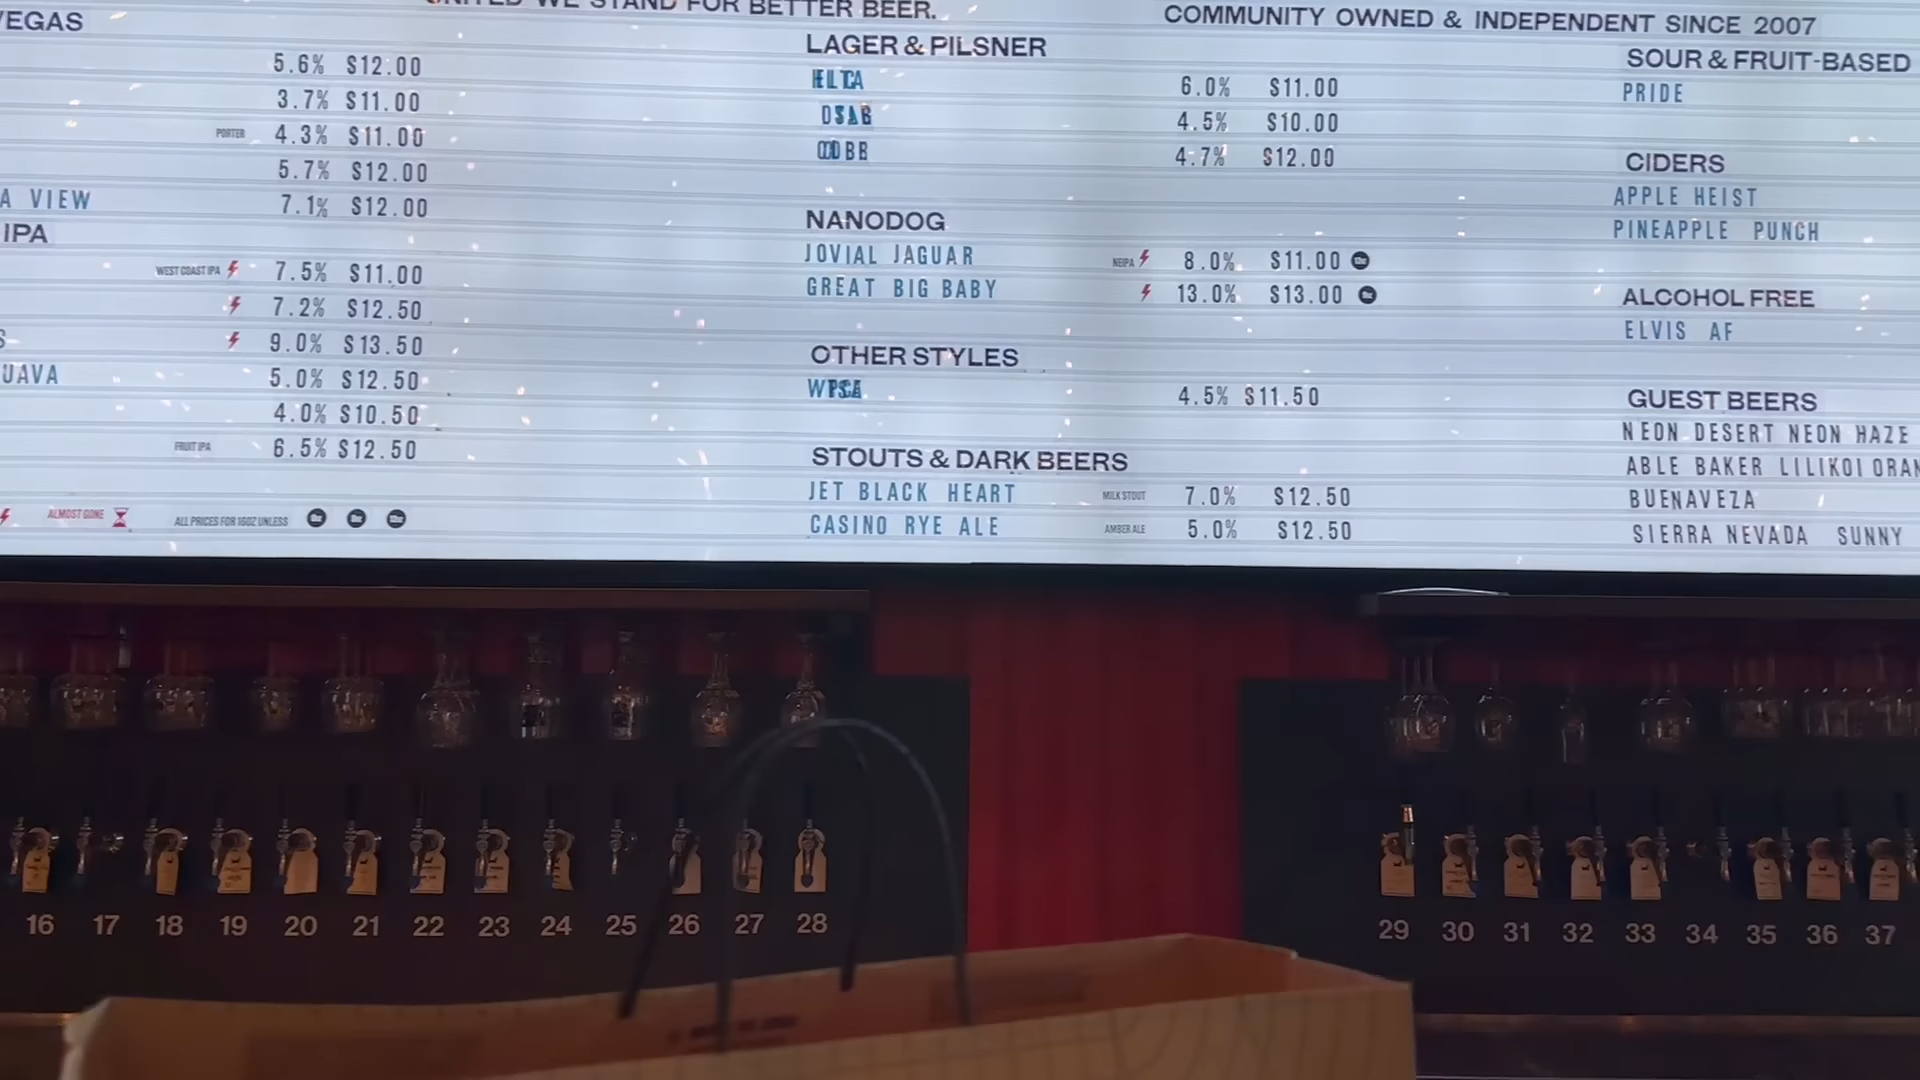 UNITED WE STAND FOR BETTER BEER.
COMMUNITY OWNED & INDEPENDENT SINCE 2007
VEGAS
5.6% $12.00
3.7% $11.00
PORTER 4.3% $11.00
5.7% $12.00
A VIEW 7.1% $12.00
IPA
WEST COAST IPA 7.5% $11.00
7.2% $12.50
S 9.0% $13.50
UAVA 5.0% $12.50
4.0% $10.50
FRUIT IPA 6.5% $12.50
ALMOST GONE ALL PRICES FOR 16OZ UNLESS
LAGER & PILSNER
6.0% $11.00
4.5% $10.00
4.7% $12.00
NANODOG
JOVIAL JAGUAR NEIPA 8.0% $11.00
GREAT BIG BABY 13.0% $13.00
OTHER STYLES
4.5% $11.50
STOUTS & DARK BEERS
JET BLACK HEART MILK STOUT 7.0% $12.50
CASINO RYE ALE AMBER ALE 5.0% $12.50
SOUR & FRUIT-BASED
PRIDE
CIDERS
APPLE HEIST
PINEAPPLE PUNCH
ALCOHOL FREE
ELVIS AF
GUEST BEERS
NEON DESERT NEON HAZE
ABLE BAKER LILIKOI ORAN
BUENAVEZA
SIERRA NEVADA SUNNY
16 17 18 19 20 21 22 23 24 25 26 27 28
29 30 31 32 33 34 35 36 37